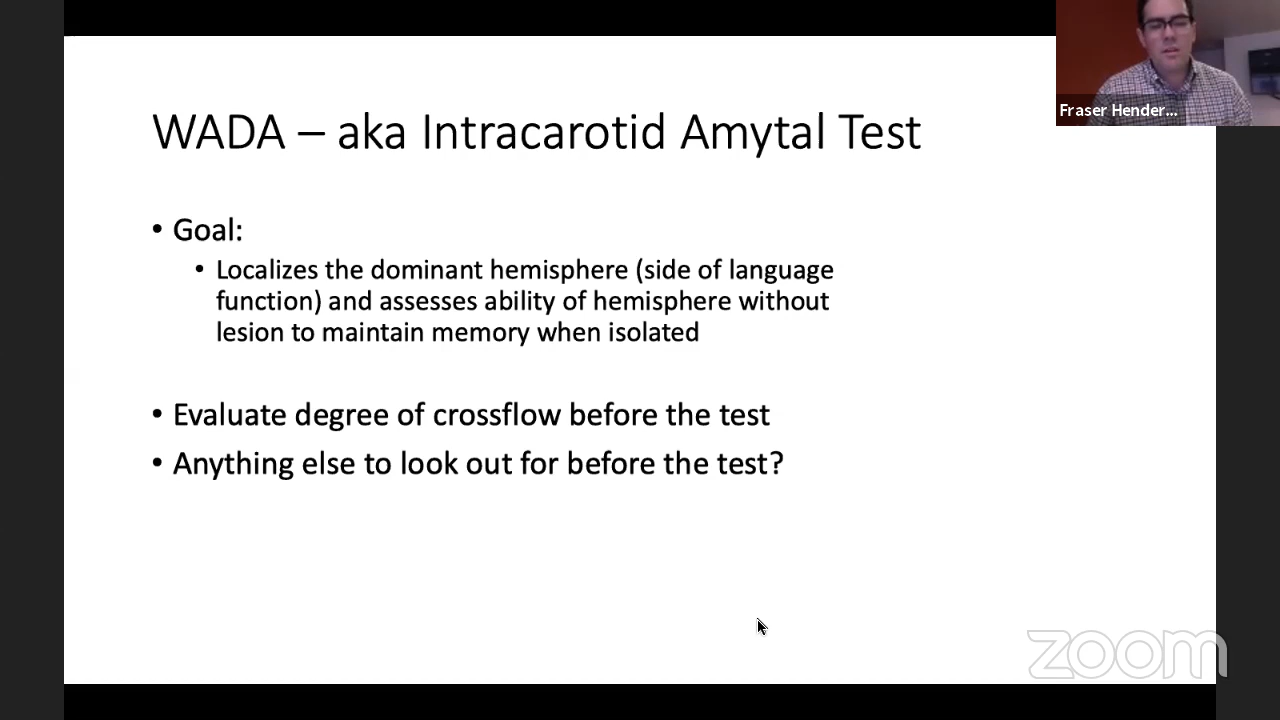 WADA – aka Intracarotid Amytal Test
Fraser Hender...
• Goal:
• Localizes the dominant hemisphere (side of language
function) and assesses ability of hemisphere without
lesion to maintain memory when isolated
• Evaluate degree of crossflow before the test
• Anything else to look out for before the test?
zoom